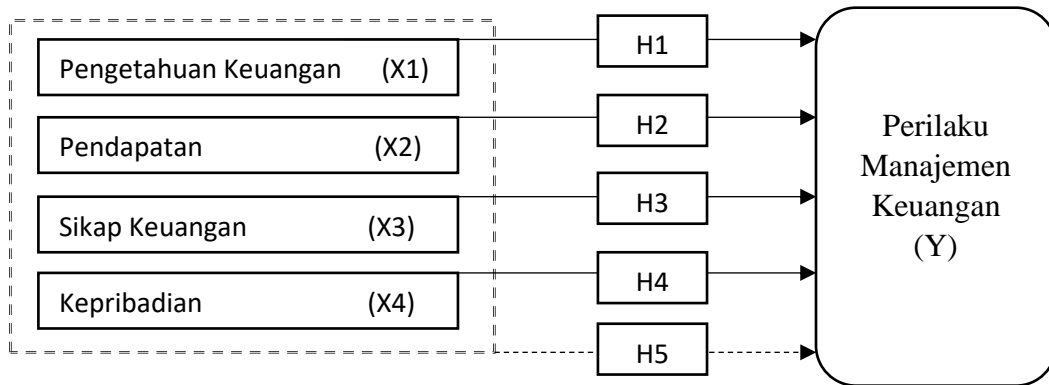 Pengetahuan Keuangan (X1)
H1
Pendapatan (X2)
H2
Sikap Keuangan (X3)
H3
Kepribadian (X4)
H4
H5
Perilaku
Manajemen
Keuangan
(Y)